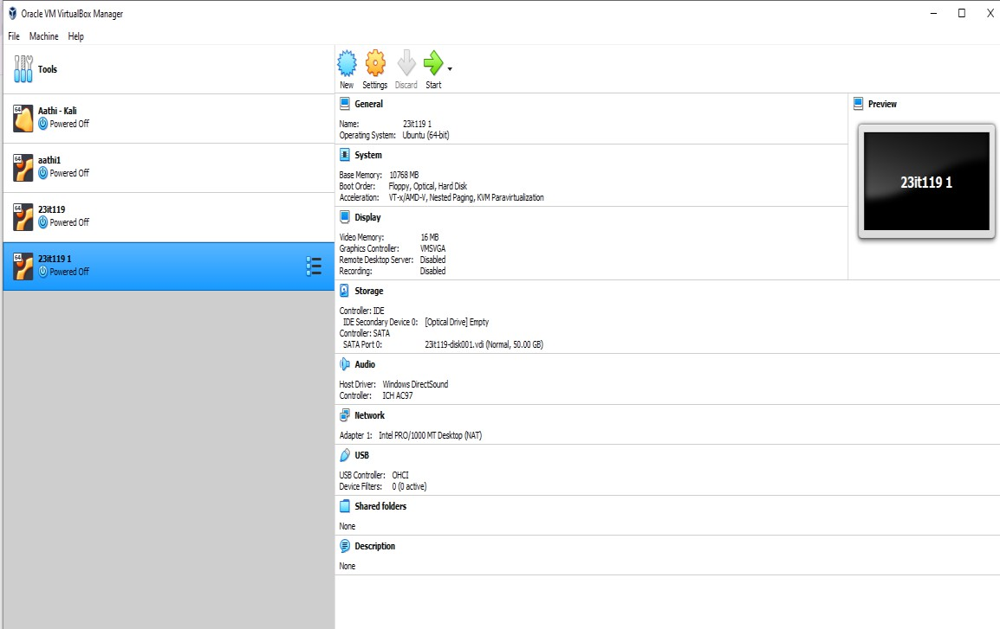 Oracle VM VirtualBox Manager
X
File Machine Help
Tools
64
Aathi - Kali
Powered Off
64
aathi1
Powered Off
64
23it119
Powered Off
64
23it119 1
Powered Off
New Settings Discard Start
General
Name: 23it119 1
Operating System: Ubuntu (64-bit)
System
Base Memory: 10768 MB
Boot Order: Floppy, Optical, Hard Disk
Acceleration: VT-x/AMD-V, Nested Paging, KVM Paravirtualization
Display
Video Memory: 16 MB
Graphics Controller: VMSVGA
Remote Desktop Server: Disabled
Recording: Disabled
Preview
23it119 1
Storage
Controller: IDE
IDE Secondary Device 0: [Optical Drive] Empty
Controller: SATA
SATA Port 0: 23it119-disk001.vdi (Normal, 50.00 GB)
Audio
Host Driver: Windows DirectSound
Controller: ICH AC97
Network
Adapter 1: Intel PRO/1000 MT Desktop (NAT)
USB
USB Controller: OHCI
Device Filters: 0 (0 active)
Shared folders
None
Description
None